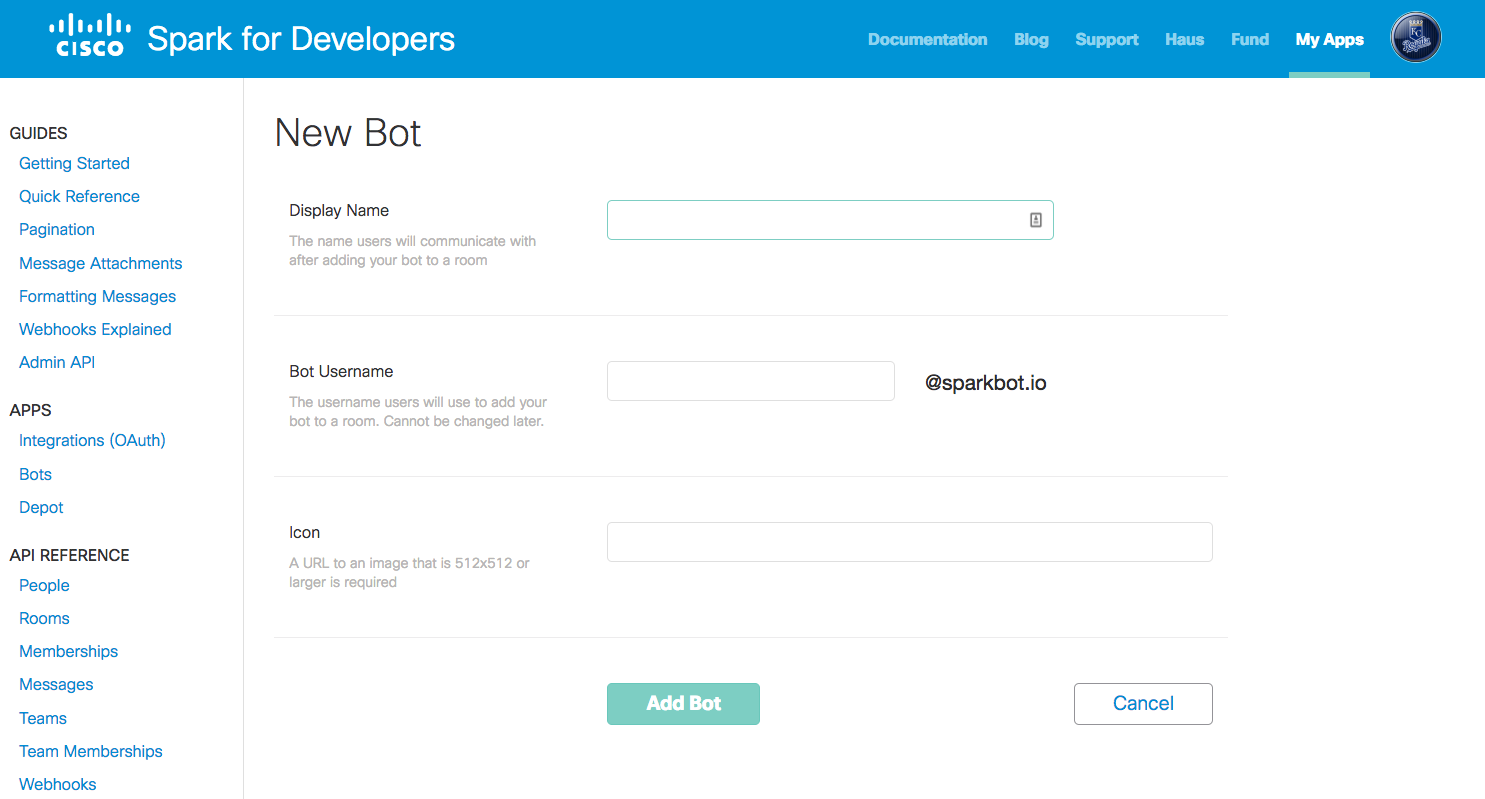 CISCO Spark for Developers
Documentation Blog Support Haus Fund My Apps
KC
Royals
GUIDES
Getting Started
Quick Reference
Pagination
Message Attachments
Formatting Messages
Webhooks Explained
Admin API
APPS
Integrations (OAuth)
Bots
Depot
API REFERENCE
People
Rooms
Memberships
Messages
Teams
Team Memberships
Webhooks
New Bot
Display Name
The name users will communicate with
after adding your bot to a room
Bot Username
The username users will use to add your
bot to a room. Cannot be changed later.
@sparkbot.io
Icon
A URL to an image that is 512x512 or
larger is required
Add Bot
Cancel